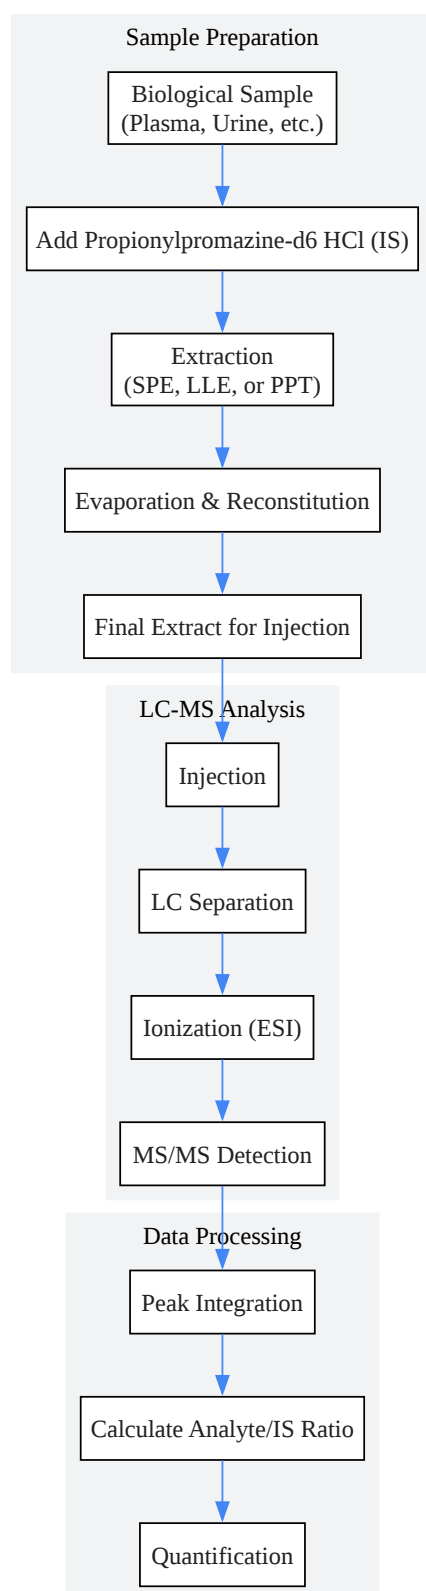 Sample Preparation
Biological Sample
(Plasma, Urine, etc.)
Add Propionylpromazine-d6 HCl (IS)
Extraction
(SPE, LLE, or PPT)
Evaporation & Reconstitution
Final Extract for Injection
LC-MS Analysis
Injection
LC Separation
Ionization (ESI)
MS/MS Detection
Data Processing
Peak Integration
Calculate Analyte/IS Ratio
Quantification